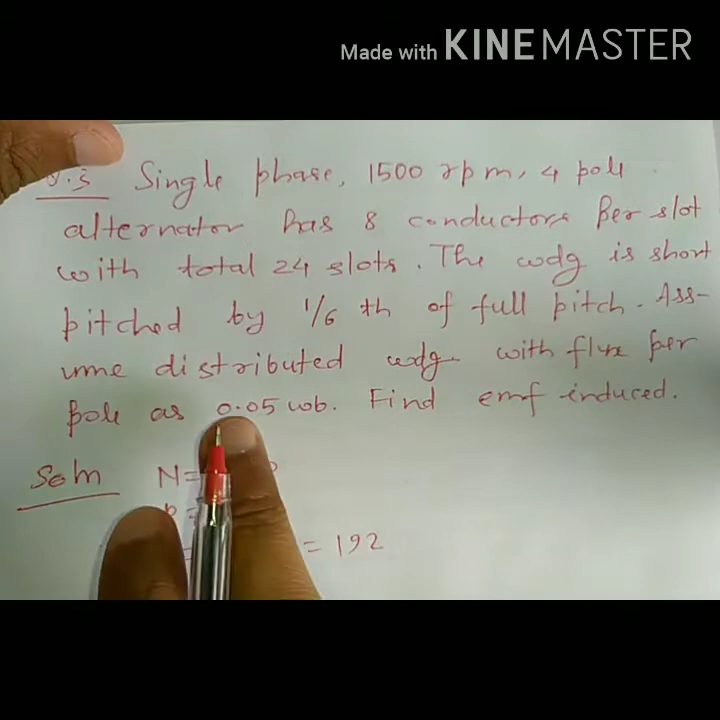 Made with KINEMASTER
Single phase, 1500 rpm, 4 pole
alternator has 8 conductors per slot
with total 24 slots. The wdg is short
pitched by 1/6 th of full pitch. Ass-
ume distributed wdg with flux per
pole as 0.05 wb. Find emf induced.
Soln N=
= 192